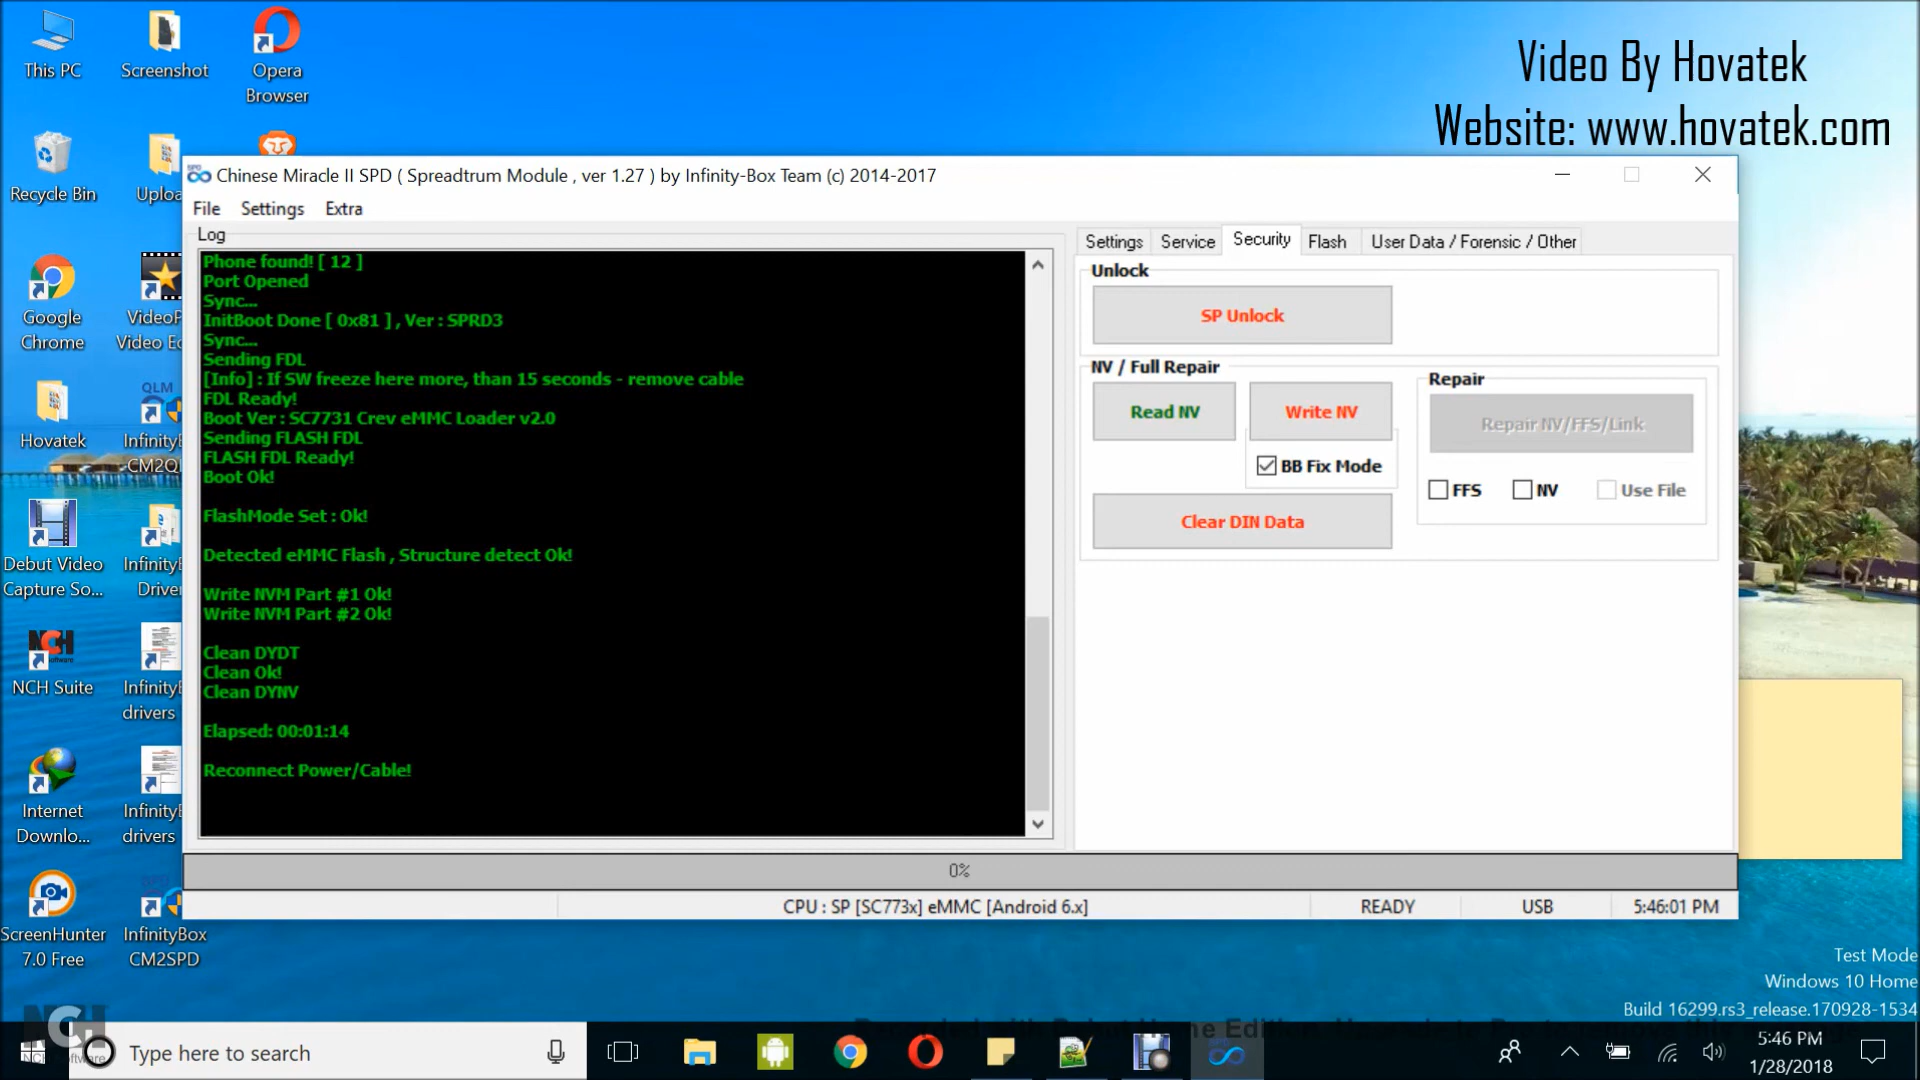 Video By Hovatek
Website: www.hovatek.com
This PC
Screenshot
Opera
Browser
Recycle Bin
Google
Chrome
Hovatek
Debut Video
Capture So...
Infinity
CM2Q
QLM
NCH Suite
drivers
Internet
Downlo...
drivers
ScreenHunter
7.0 Free
InfinityBox
CM2SPD
Chinese Miracle II SPD ( Spreadtrum Module , ver 1.27 ) by Infinity-Box Team (c) 2014-2017
File Settings Extra
Log
Phone found! [ 12 ]
Port Opened
Sync...
InitBoot Done [ 0x81 ] , Ver : SPRD3
Sync...
Sending FDL
[Info] : If SW freeze here more, than 15 seconds - remove cable
FDL Ready!
Boot Ver : SC7731 Crev eMMC Loader v2.0
Sending FLASH FDL
FLASH FDL Ready!
Boot Ok!
FlashMode Set : Ok!
Detected eMMC Flash , Structure detect Ok!
Write NVM Part #1 Ok!
Write NVM Part #2 Ok!
Clean DYDT
Clean Ok!
Clean DYNV
Elapsed: 00:01:14
Reconnect Power/Cable!
Settings Service Security Flash User Data / Forensic / Other
Unlock
SP Unlock
NV / Full Repair
Read NV
Write NV
BB Fix Mode
Clear DIN Data
Repair
Repair NV/FFS/Link
FFS NV Use File
0%
CPU : SP [SC773x] eMMC [Android 6.x] READY USB 5:46:01 PM
Test Mode
Windows 10 Home
Build 16299.rs3_release.170928-1534
Type here to search
5:46 PM
1/28/2018